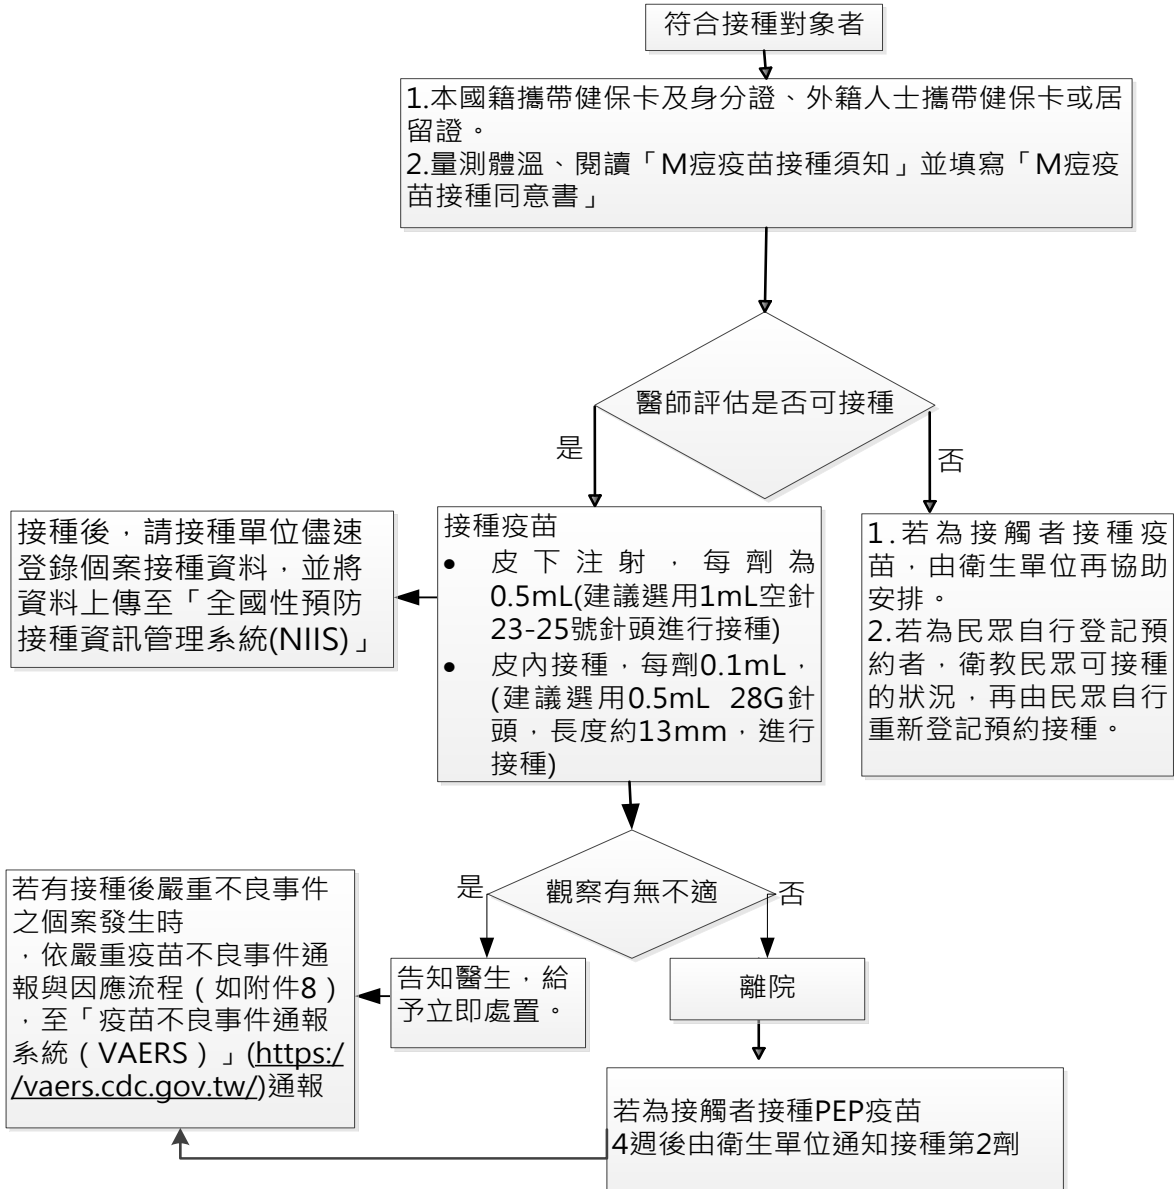 符合接種對象者
1.本國籍攜帶健保卡及身分證、外籍人士攜帶健保卡或居
留證。
2.量測體溫、閱讀「M痘疫苗接種須知」並填寫「M痘疫
苗接種同意書」
醫師評估是否可接種
是
否
接種後，請接種單位儘速
登錄個案接種資料，並將
資料上傳至「全國性預防
接種資訊管理系統(NIIS)」
接種疫苗
• 皮下注射，每劑為
0.5mL(建議選用1mL空針
23-25號針頭進行接種)
• 皮內接種，每劑0.1mL，
(建議選用0.5mL 28G針
頭，長度約13mm，進行
接種)
1.若為接觸者接種疫
苗，由衛生單位再協助
安排。
2.若為民眾自行登記預
約者，衛教民眾可接種
的狀況，再由民眾自行
重新登記預約接種。
觀察有無不適
是
否
若有接種後嚴重不良事件
之個案發生時
，依嚴重疫苗不良事件通
報與因應流程（如附件8）
，至「疫苗不良事件通報
系統（VAERS）」(https:/
/vaers.cdc.gov.tw/)通報
告知醫生，給
予立即處置。
離院
若為接觸者接種PEP疫苗
4週後由衛生單位通知接種第2劑